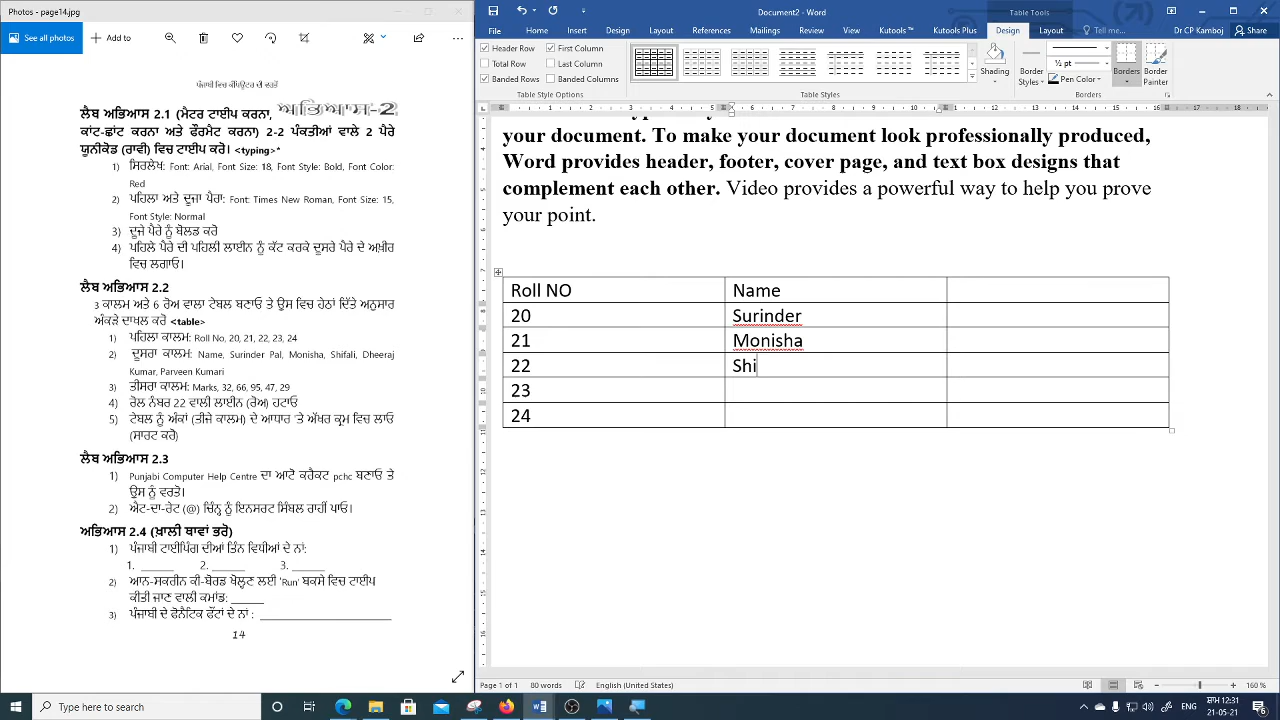 Photos - page14.jpg
See all photos
Add to
ਪੰਜਾਬੀ ਵਿਚ ਕੰਪਿਊਟਰ ਦੀ ਵਰਤੋਂ
ਅਭਿਆਸ-2
ਲੈਬ ਅਭਿਆਸ 2.1 (ਮੈਟਰ ਟਾਈਪ ਕਰਨਾ,
ਕਾਂਟ-ਛਾਂਟ ਕਰਨਾ ਅਤੇ ਫੌਰਮੈਟ ਕਰਨਾ) 2-2 ਪੰਕਤੀਆਂ ਵਾਲੇ 2 ਪੈਰੇ
ਯੂਨੀਕੋਡ (ਰਾਵੀ) ਵਿਚ ਟਾਈਪ ਕਰੋ। <typing>*
1) ਸਿਰਲੇਖ: Font: Arial, Font Size: 18, Font Style: Bold, Font Color:
Red
2) ਪਹਿਲਾ ਅਤੇ ਦੂਜਾ ਪੈਰਾ: Font: Times New Roman, Font Size: 15,
Font Style: Normal
3) ਦੂਜੇ ਪੈਰੇ ਨੂੰ ਬੋਲਡ ਕਰੋ
4) ਪਹਿਲੇ ਪੈਰੇ ਦੀ ਪਹਿਲੀ ਲਾਈਨ ਨੂੰ ਕੱਟ ਕਰਕੇ ਦੂਸਰੇ ਪੈਰੇ ਦੇ ਅਖ਼ੀਰ
ਵਿਚ ਲਗਾਓ।
ਲੈਬ ਅਭਿਆਸ 2.2
3 ਕਾਲਮ ਅਤੇ 6 ਰੋਅ ਵਾਲਾ ਟੇਬਲ ਬਣਾਓ ਤੇ ਉਸ ਵਿਚ ਹੇਠਾਂ ਦਿੱਤੇ ਅਨੁਸਾਰ
ਅੰਕੜੇ ਦਾਖਲ ਕਰੋ <table>
1) ਪਹਿਲਾ ਕਾਲਮ: Roll No, 20, 21, 22, 23, 24
2) ਦੂਸਰਾ ਕਾਲਮ: Name, Surinder Pal, Monisha, Shifali, Dheeraj
Kumar, Parveen Kumari
3) ਤੀਸਰਾ ਕਾਲਮ: Marks, 32, 66, 95, 47, 29
4) ਰੋਲ ਨੰਬਰ 22 ਵਾਲੀ ਲਾਈਨ (ਰੋਅ) ਹਟਾਓ
5) ਟੇਬਲ ਨੂੰ ਅੰਕਾਂ (ਤੀਜੇ ਕਾਲਮ) ਦੇ ਆਧਾਰ 'ਤੇ ਅੱਖਰ ਕ੍ਰਮ ਵਿਚ ਲਾਓ
(ਸਾਰਟ ਕਰੋ)
ਲੈਬ ਅਭਿਆਸ 2.3
1) Punjabi Computer Help Centre ਦਾ ਆਟੋ ਕਰੈਕਟ pchc ਬਣਾਓ ਤੇ
ਉਸ ਨੂੰ ਵਰਤੋ।
2) ਐਟ-ਦਾ-ਰੇਟ (@) ਚਿੰਨ੍ਹ ਨੂੰ ਇਨਸਰਟ ਸਿੰਬਲ ਰਾਹੀਂ ਪਾਓ।
ਅਭਿਆਸ 2.4 (ਖ਼ਾਲੀ ਥਾਵਾਂ ਭਰੋ)
1) ਪੰਜਾਬੀ ਟਾਈਪਿੰਗ ਦੀਆਂ ਤਿੰਨ ਵਿਧੀਆਂ ਦੇ ਨਾਂ:
1. _____ 2. _____ 3. _____
2) ਆਨ-ਸਕਰੀਨ ਕੀ-ਬੋਰਡ ਖੋਲ੍ਹਣ ਲਈ 'Run' ਬਕਸੇ ਵਿਚ ਟਾਈਪ
ਕੀਤੀ ਜਾਣ ਵਾਲੀ ਕਮਾਂਡ: _____
3) ਪੰਜਾਬੀ ਦੇ ਫੋਨੈਟਿਕ ਫੌਂਟਾਂ ਦੇ ਨਾਂ : _____
14
Document2 - Word
Table Tools
File Home Insert Design Layout References Mailings Review View Kutools ™ Kutools Plus Design Layout Tell me... Dr CP Kamboj Share
Header Row First Column
Total Row Last Column
Banded Rows Banded Columns
Table Style Options
Table Styles
Shading
Border Styles
½ pt
Pen Color
Borders
Border Painter
Borders
your document. To make your document look professionally produced,
Word provides header, footer, cover page, and text box designs that
complement each other. Video provides a powerful way to help you prove
your point.
Roll NO Name
20 Surinder
21 Monisha
22 Shi
23
24
Page 1 of 1 80 words English (United States)
160 %
Type here to search
12:31
21-05-21